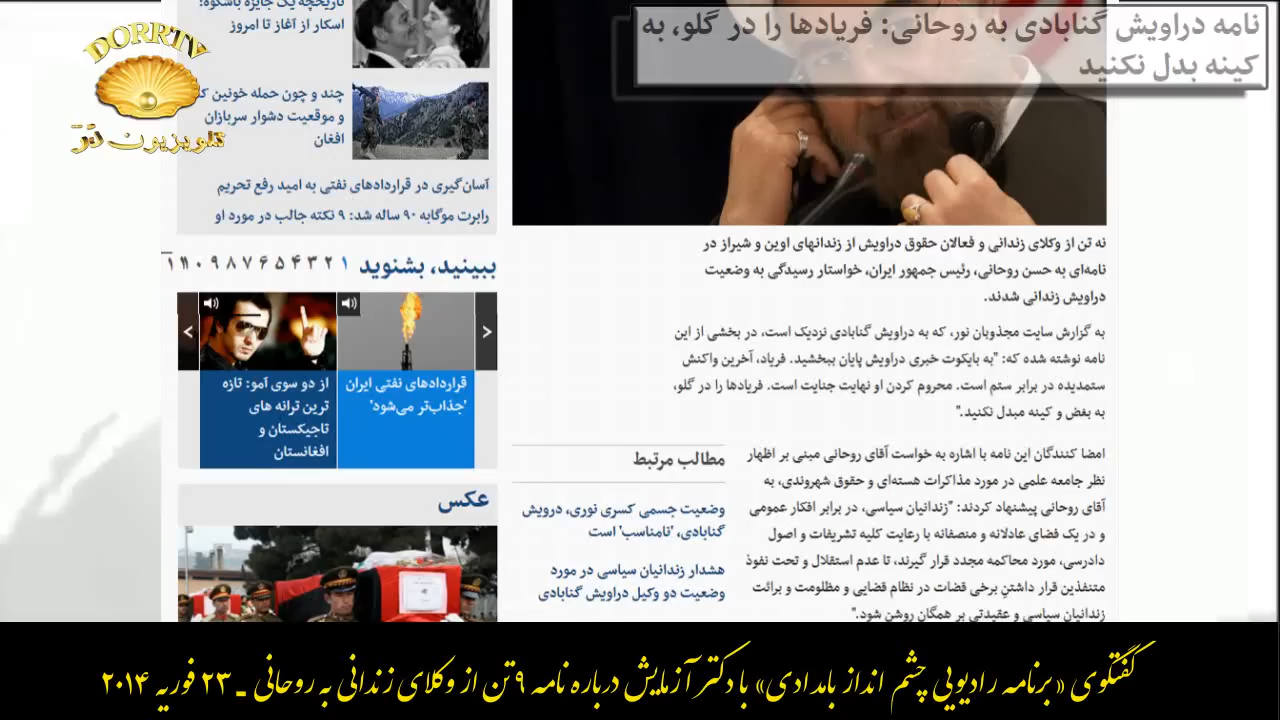 نامه دراویش گنابادی به روحانی: فریادها را در گلو، به
کینه بدل نکنید
DORRTV
تلویزیون دُرّ
نه تن از وکلای زندانی و فعالان حقوق دراویش از زندانهای اوین و شیراز در
نامه‌ای به حسن روحانی، رئیس جمهور ایران، خواستار رسیدگی به وضعیت
دراویش زندانی شدند.
به گزارش سایت مجذوبان نور، که به دراویش گنابادی نزدیک است، در بخشی از این
نامه نوشته شده که: "به بایکوت خبری دراویش پایان ببخشید. فریاد، آخرین واکنش
ستمدیده در برابر ستم است. محروم کردن او نهایت جنایت است. فریادها را در گلو،
به بغض و کینه مبدل نکنید."
امضا کنندگان این نامه با اشاره به خواست آقای روحانی مبنی بر اظهار
نظر جامعه علمی در مورد مذاکرات هسته‌ای و حقوق شهروندی، به
آقای روحانی پیشنهاد کردند: "زندانیان سیاسی، در برابر افکار عمومی
و در یک فضای عادلانه و منصفانه با رعایت کلیه تشریفات و اصول
دادرسی، مورد محاکمه مجدد قرار گیرند، تا عدم استقلال و تحت نفوذ
متنفذین قرار داشتنِ برخی قضات در نظام قضایی و مظلومت و برائت
زندانیان سیاسی و عقیدتی بر همگان روشن شود."
مطالب مرتبط
وضعیت جسمی کسری نوری، درویش
گنابادی، 'نامناسب' است
هشدار زندانیان سیاسی در مورد
وضعیت دو وکیل دراویش گنابادی
تاریخچه یک جایزه باشکوه؛
اسکار از آغاز تا امروز
چند و چون حمله خونین
و موقعیت دشوار سربازان
افغان
آسان‌گیری در قراردادهای نفتی به امید رفع تحریم
رابرت موگابه ۹۰ ساله شد: ۹ نکته جالب در مورد او
ببینید، بشنوید ۱ ۲ ۳ ۴ ۵ ۶ ۷ ۸ ۹ ۱۰ ۱۱
قراردادهای نفتی ایران
'جذاب‌تر می‌شود'
از دو سوی آمو: تازه
ترین ترانه های
تاجیکستان و
افغانستان
عکس
گفتگوی «برنامه رادیویی چشم انداز بامدادی» با دکتر آزمایش درباره نامه ۹ تن از وکلای زندانی به روحانی ـ ۲۳ فوریه ۲۰۱۴